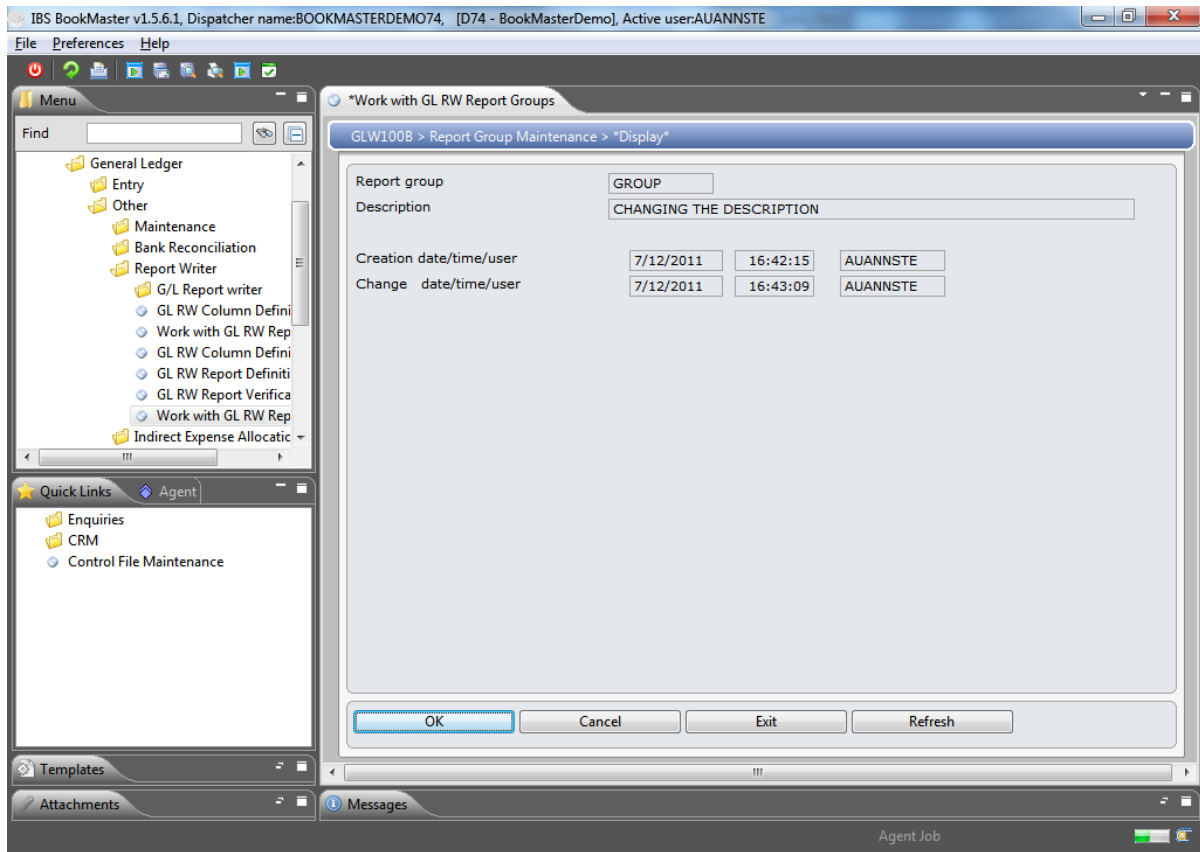 IBS BookMaster v1.5.6.1, Dispatcher name:BOOKMASTERDEMO74, [D74 - BookMasterDemo], Active user:AUANNSTE
File Preferences Help
Menu
Find
General Ledger
Entry
Other
Maintenance
Bank Reconciliation
Report Writer
G/L Report writer
GL RW Column Defini
Work with GL RW Rep
GL RW Column Defini
GL RW Report Definiti
GL RW Report Verifica
Work with GL RW Rep
Indirect Expense Allocatic
Quick Links Agent
Enquiries
CRM
Control File Maintenance
Templates
Attachments
*Work with GL RW Report Groups
GLW100B > Report Group Maintenance > *Display*
Report group GROUP
Description CHANGING THE DESCRIPTION
Creation date/time/user 7/12/2011 16:42:15 AUANNSTE
Change date/time/user 7/12/2011 16:43:09 AUANNSTE
OK Cancel Exit Refresh
Messages
Agent Job